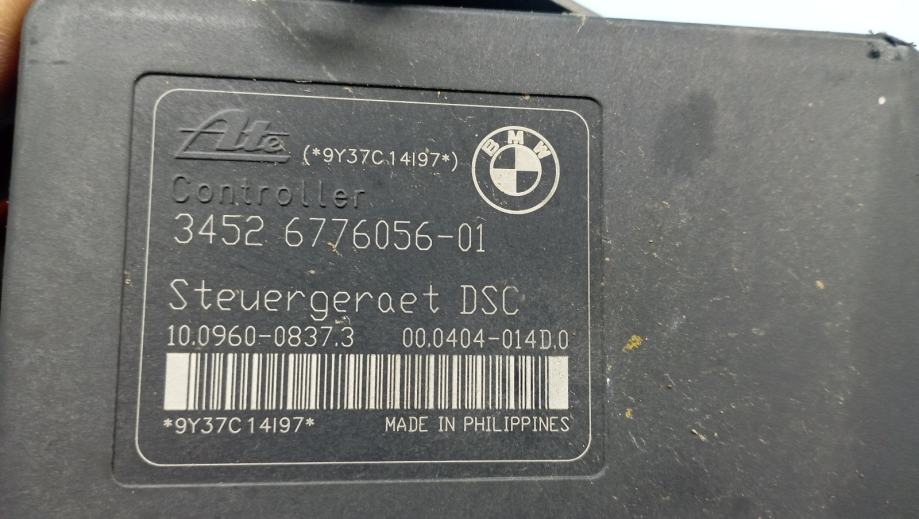 Ate (*9Y37C14I97*) BMW
Controller
3452 6776056-01
Steuergeraet DSC
10.0960-0837.3 00.0404-014D.0
*9Y37C14I97* MADE IN PHILIPPINES